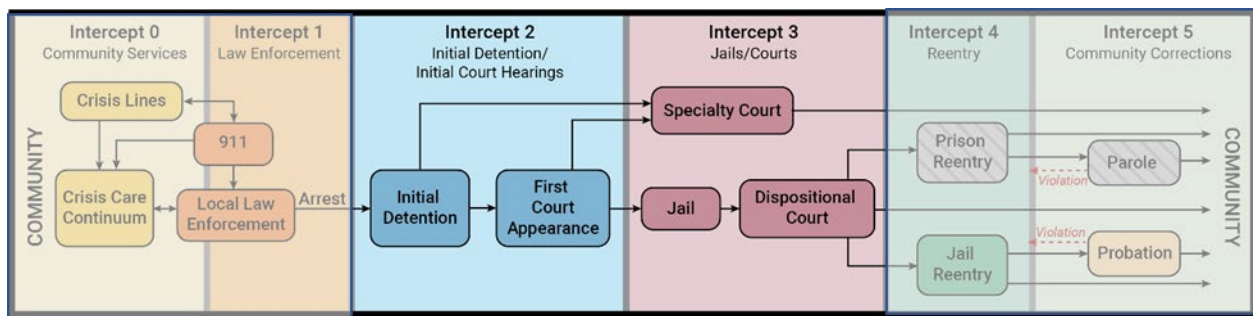 Intercept 0
Community Services
Intercept 1
Law Enforcement
Intercept 2
Initial Detention/
Initial Court Hearings
Intercept 3
Jails/Courts
Intercept 4
Reentry
Intercept 5
Community Corrections
COMMUNITY
Crisis Lines
911
Crisis Care
Continuum
Local Law
Enforcement
Arrest
Initial
Detention
First
Court
Appearance
Specialty Court
Jail
Dispositional
Court
Prison
Reentry
Parole
Violation
Jail
Reentry
Violation
Probation
COMMUNITY